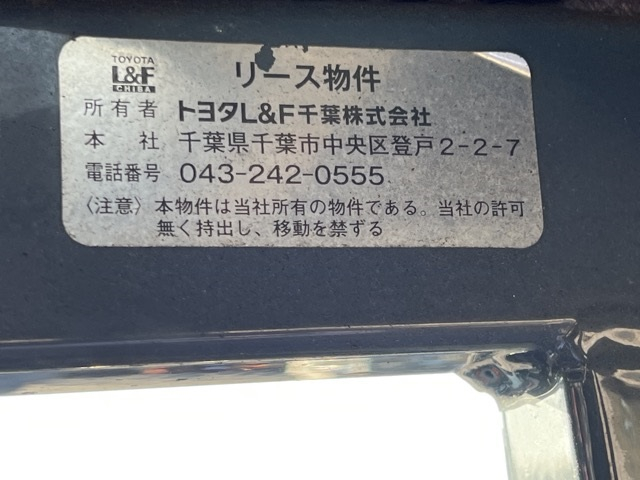 TOYOTA
L&F
CHIBA
リース物件
所有者 トヨタL&F千葉株式会社
本社 千葉県千葉市中央区登戸2-2-7
電話番号 043-242-0555
〈注意〉本物件は当社所有の物件である。当社の許可
無く持出し、移動を禁ずる